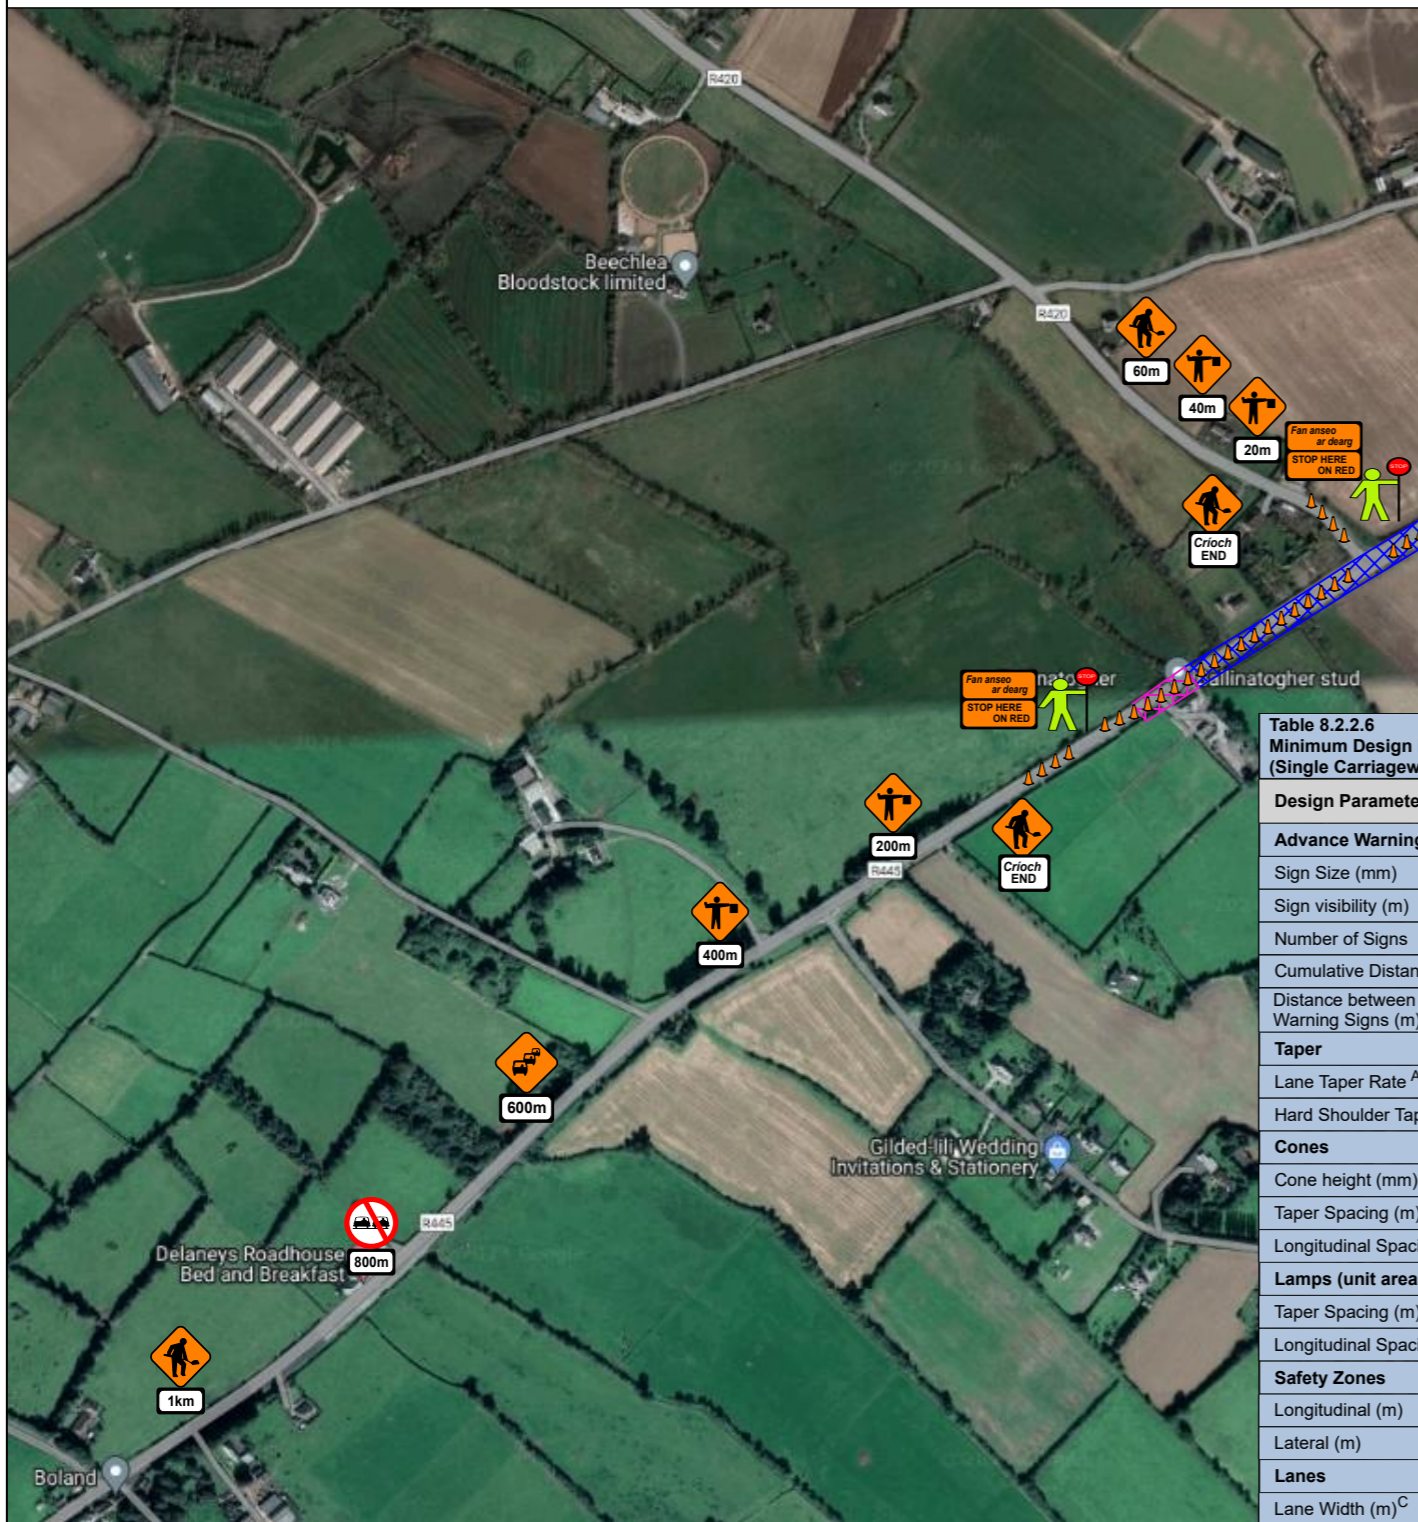 R420
Beechlea
Bloodstock limited
R420
60m
40m
20m
Fan anseo
ar dearg
STOP HERE
ON RED
STOP
Críoch
END
Fan anseo
ar dearg
STOP HERE
ON RED
STOP
allinatogher stud
200m
R445
Críoch
END
400m
600m
Gilded-lili Wedding
Invitations & Stationery
R445
Delaneys Roadhouse
Bed and Breakfast
800m
1km
Boland
Table 8.2.2.6
Minimum Design
(Single Carriagew
Design Paramete
Advance Warning
Sign Size (mm)
Sign visibility (m)
Number of Signs
Cumulative Distan
Distance between
Warning Signs (m)
Taper
Lane Taper Rate A
Hard Shoulder Tap
Cones
Cone height (mm)
Taper Spacing (m)
Longitudinal Spaci
Lamps (unit area
Taper Spacing (m)
Longitudinal Spaci
Safety Zones
Longitudinal (m)
Lateral (m)
Lanes
Lane Width (m)C